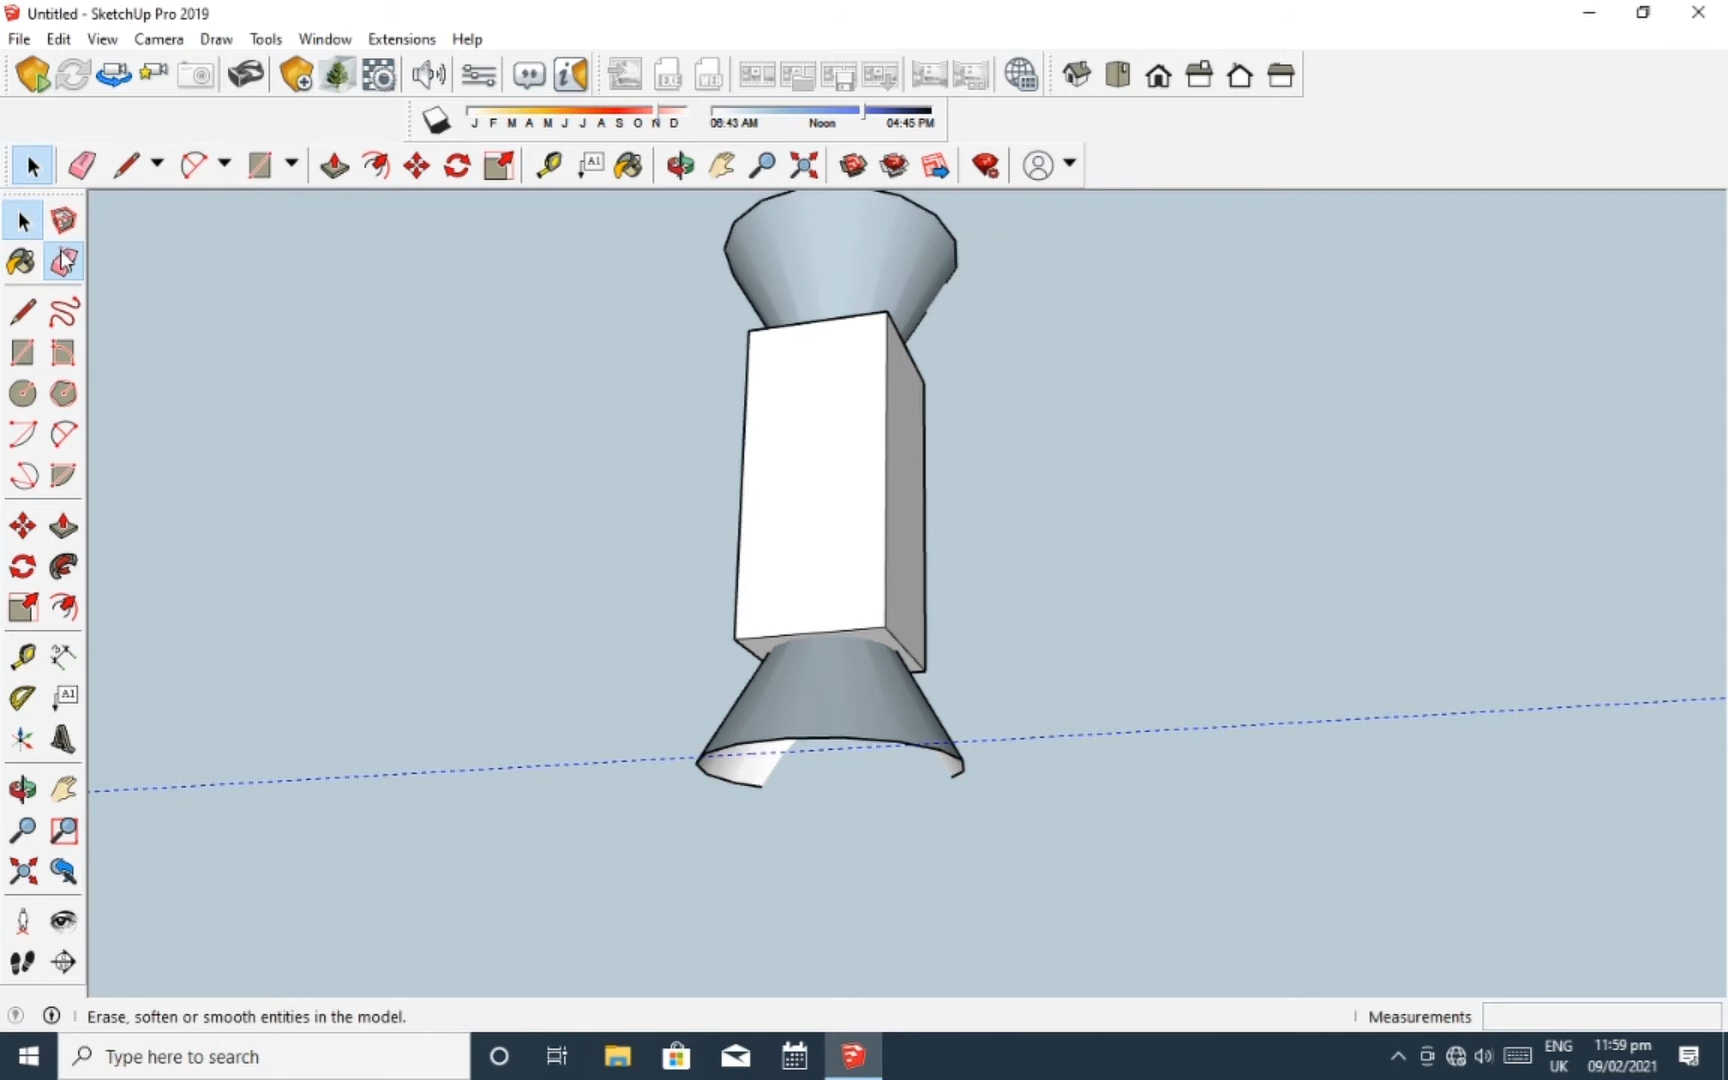 Untitled - SketchUp Pro 2019
File Edit View Camera Draw Tools Window Extensions Help
J F M A M J J A S O N D
06:43 AM Noon 04:45 PM
A1
A1
Erase, soften or smooth entities in the model.
Measurements
Type here to search
ENG
UK
11:59 pm
09/02/2021